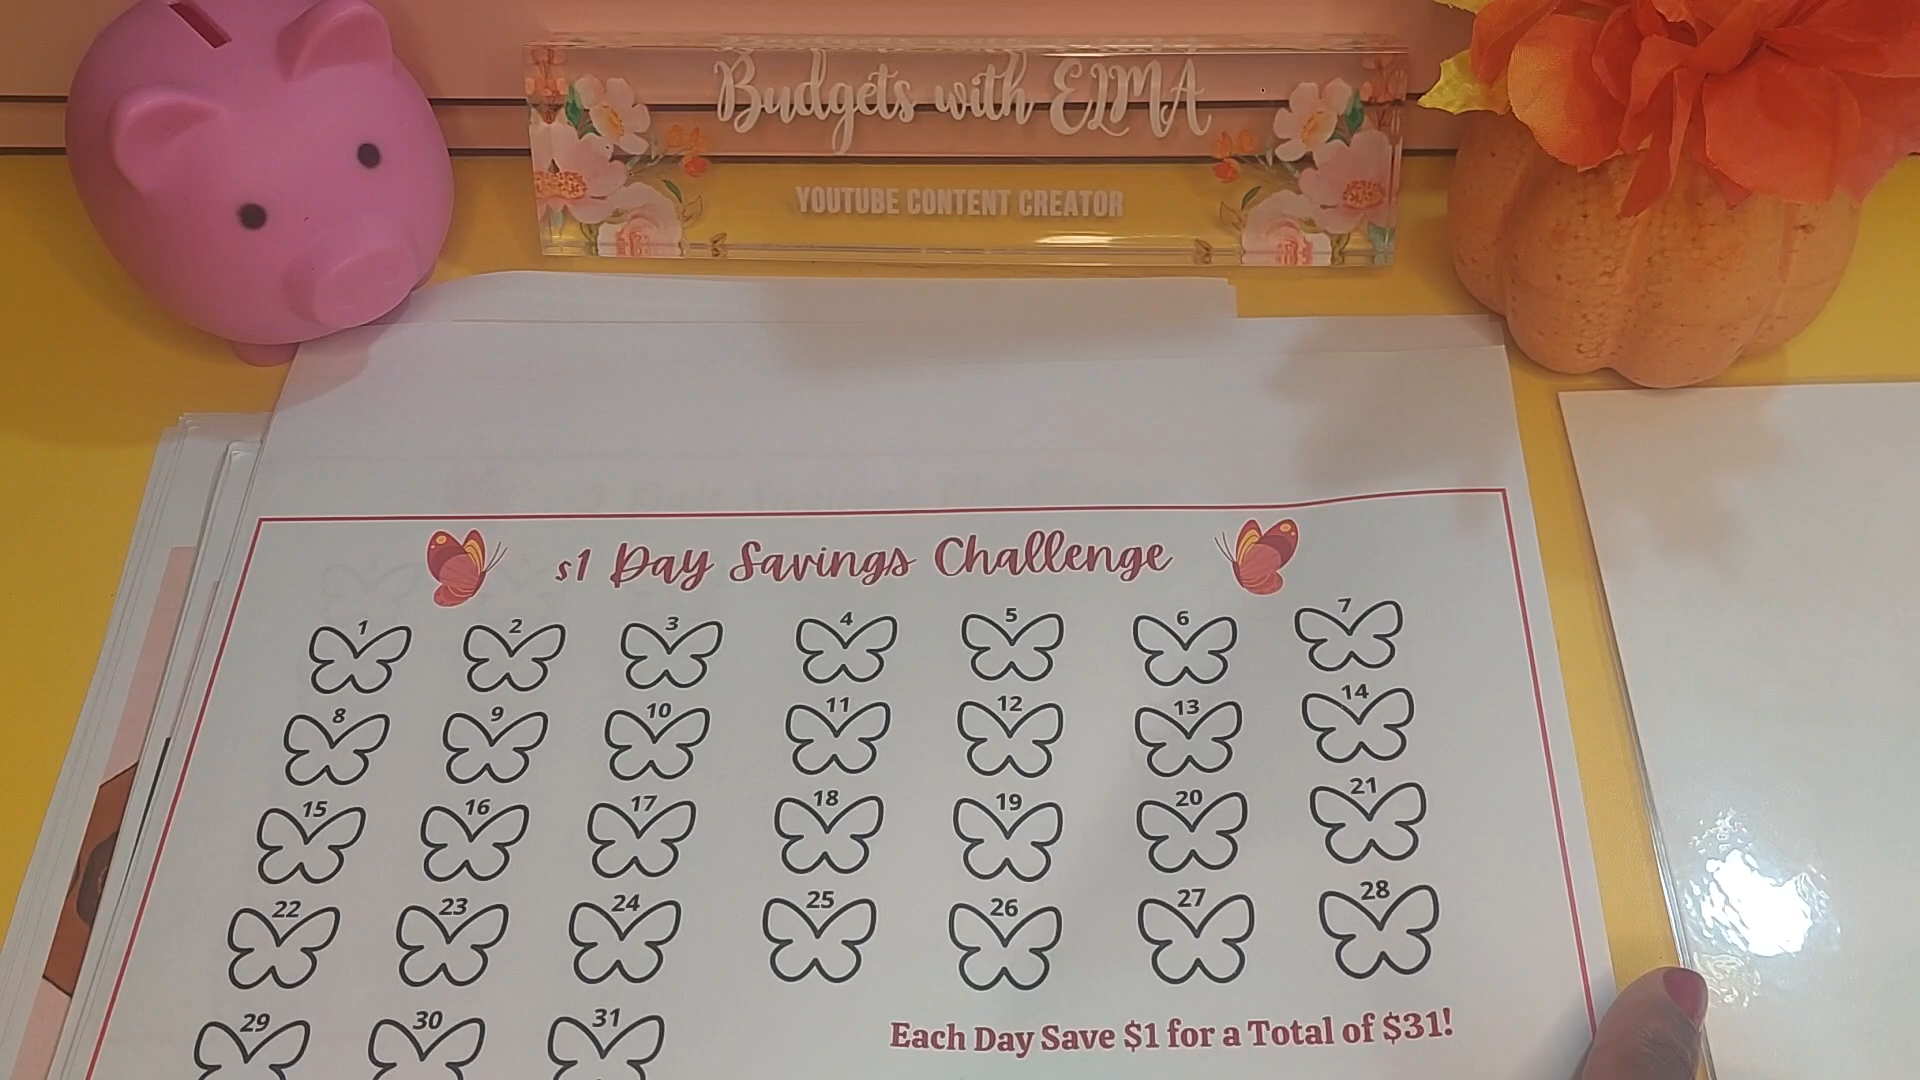 Budgets with ELMA
YOUTUBE CONTENT CREATOR
$1 Day Savings Challenge
1 2 3 4 5 6 7
8 9 10 11 12 13 14
15 16 17 18 19 20 21
22 23 24 25 26 27 28
29 30 31
Each Day Save $1 for a Total of $31!